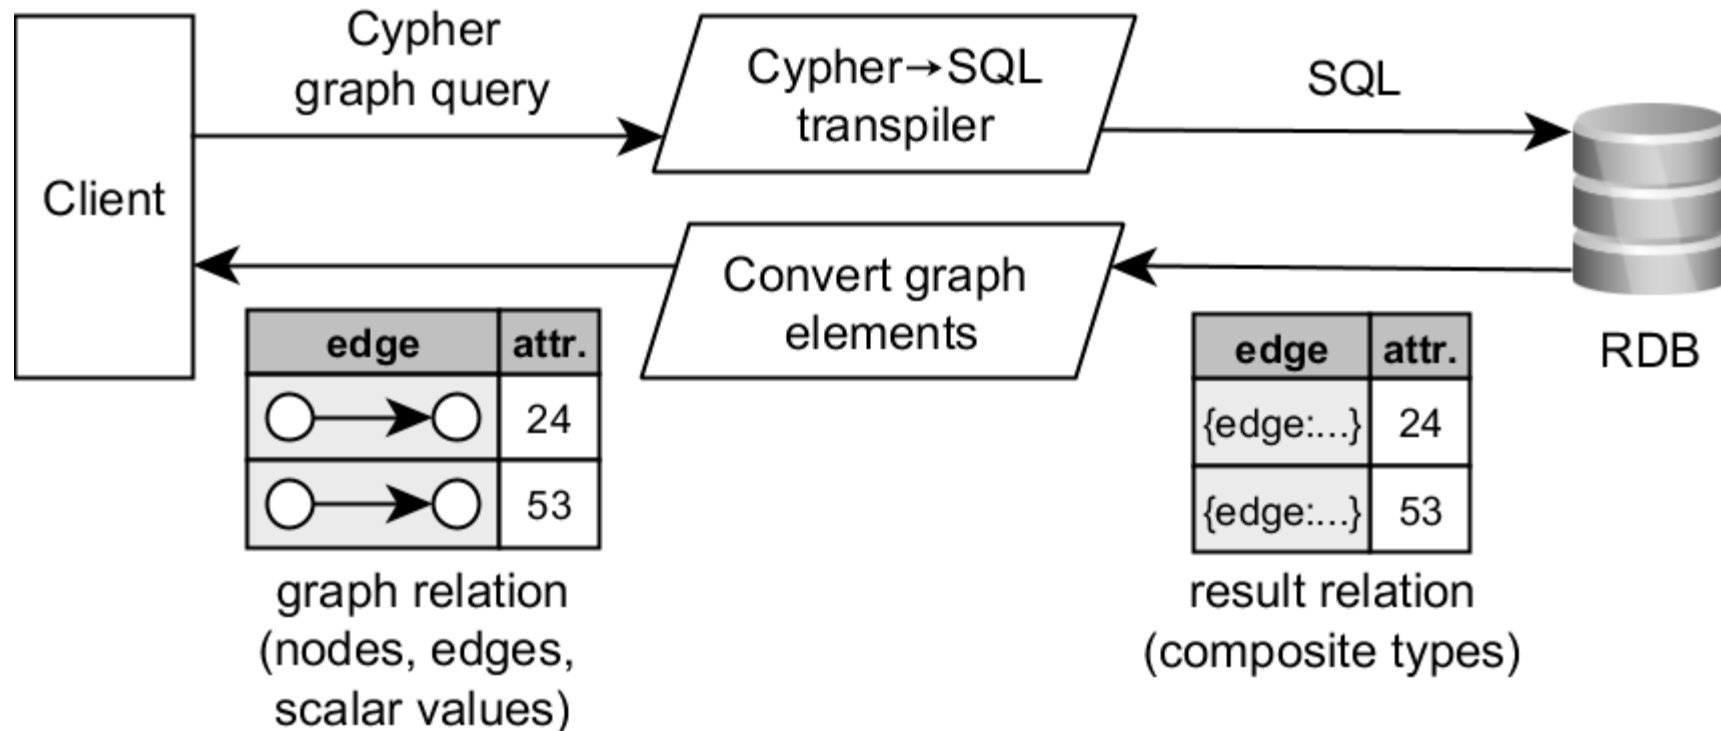 Client
Cypher
graph query
Cypher→SQL
transpiler
SQL
RDB
Convert graph
elements
edge attr.
{edge:...} 24
{edge:...} 53
result relation
(composite types)
edge attr.
24
53
graph relation
(nodes, edges,
scalar values)